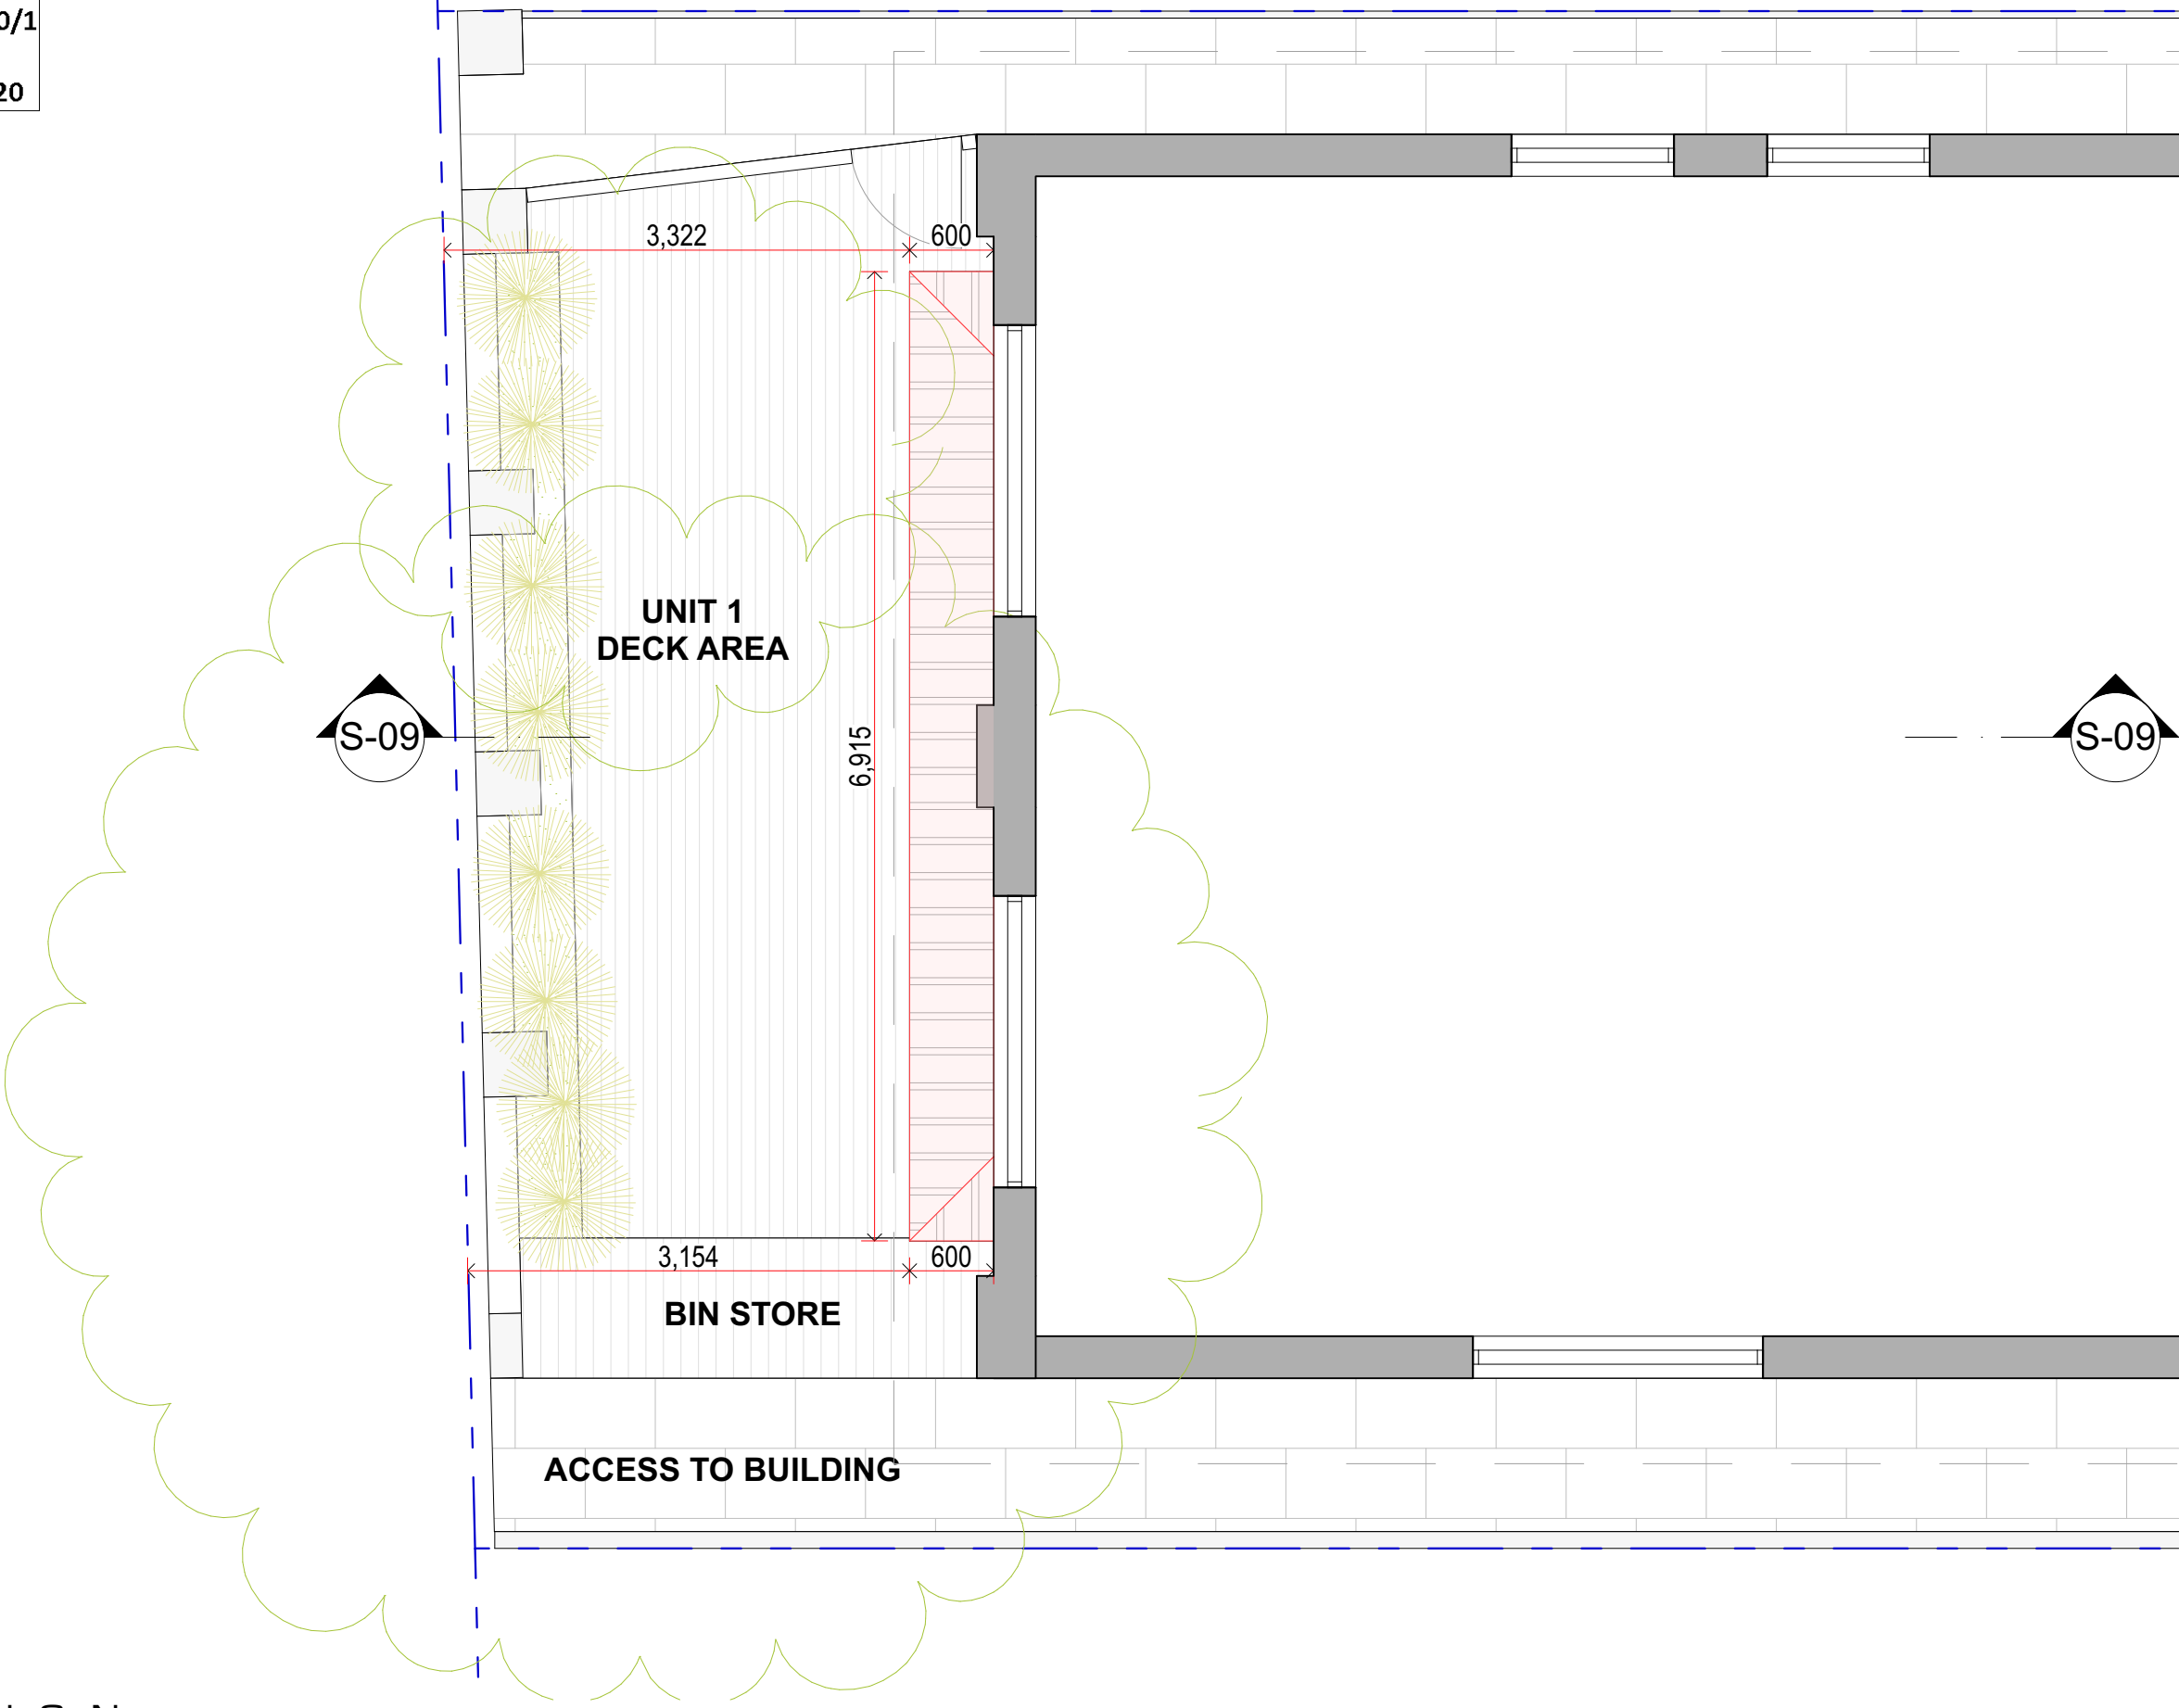 0/1
20
3,322
600
UNIT 1
DECK AREA
S-09
S-09
6,915
3,154
600
BIN STORE
ACCESS TO BUILDING